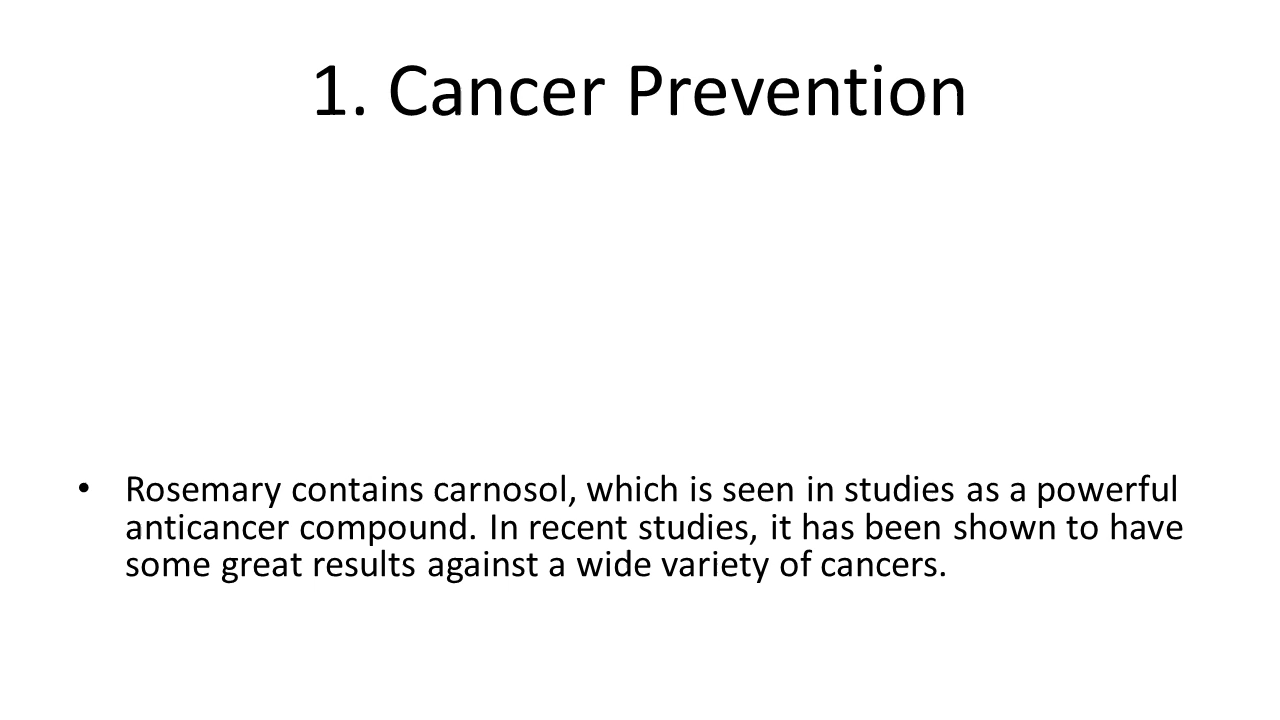 1. Cancer Prevention
• Rosemary contains carnosol, which is seen in studies as a powerful
anticancer compound. In recent studies, it has been shown to have
some great results against a wide variety of cancers.